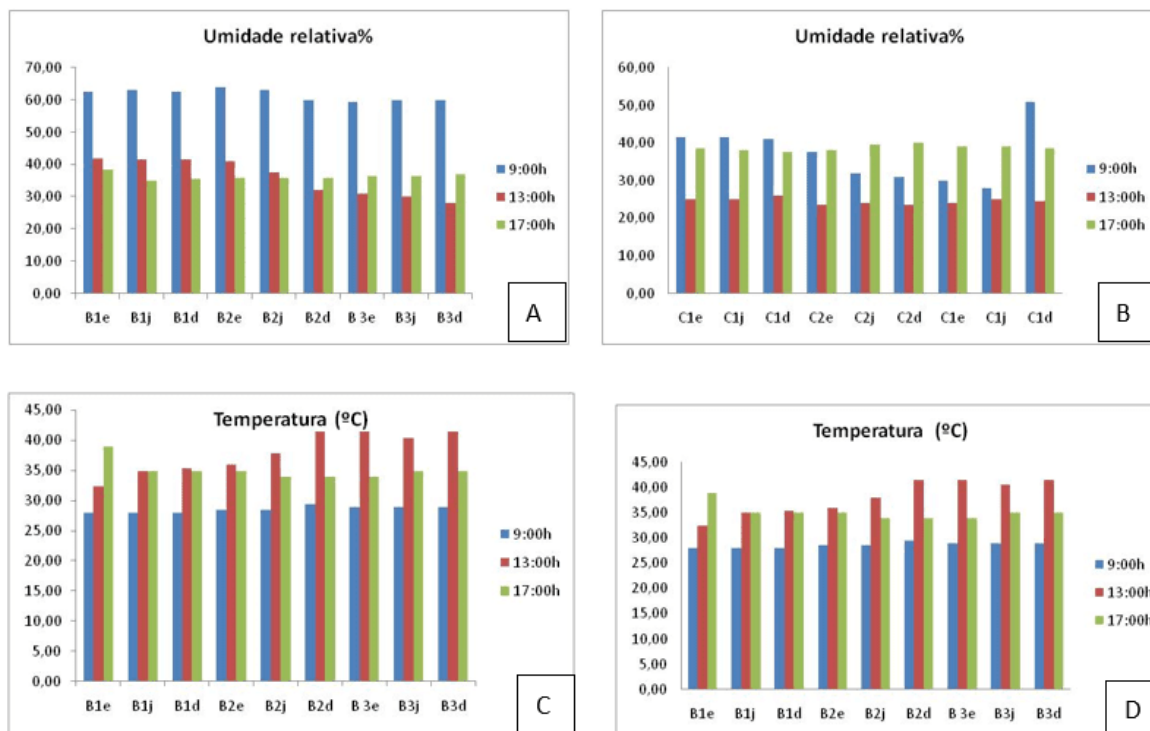 Umidade relativa%
70,00
60,00
50,00
40,00
30,00
20,00
10,00
0,00
B1e B1j B1d B2e B2j B2d B 3e B3j B3d
9:00h
13:00h
17:00h
A
Umidade relativa%
60,00
50,00
40,00
30,00
20,00
10,00
0,00
C1e C1j C1d C2e C2j C2d C1e C1j C1d
9:00h
13:00h
17:00h
B
Temperatura (ºC)
45,00
40,00
35,00
30,00
25,00
20,00
15,00
10,00
5,00
0,00
B1e B1j B1d B2e B2j B2d B 3e B3j B3d
9:00h
13:00h
17:00h
C
Temperatura (ºC)
45,00
40,00
35,00
30,00
25,00
20,00
15,00
10,00
5,00
0,00
B1e B1j B1d B2e B2j B2d B 3e B3j B3d
9:00h
13:00h
17:00h
D